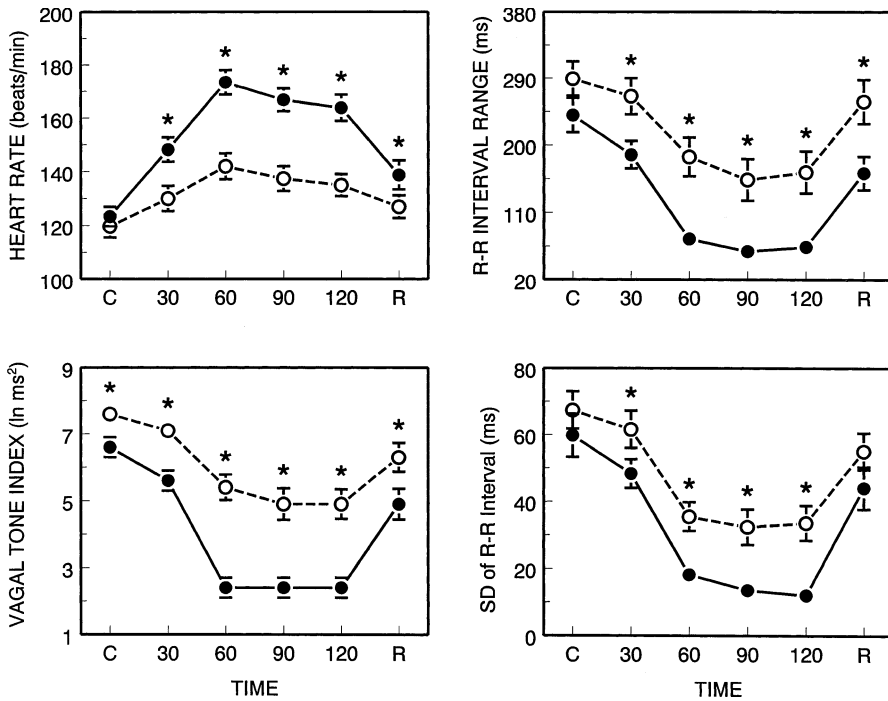 HEART RATE (beats/min)
200
180
160
140
120
100
* * * * *
C 30 60 90 120 R
R-R INTERVAL RANGE (ms)
380
290
200
110
20
* * * * *
C 30 60 90 120 R
VAGAL TONE INDEX (ln ms²)
9
7
5
3
1
* * * * * *
C 30 60 90 120 R
TIME
SD of R-R Interval (ms)
80
60
40
20
0
* * * *
C 30 60 90 120 R
TIME